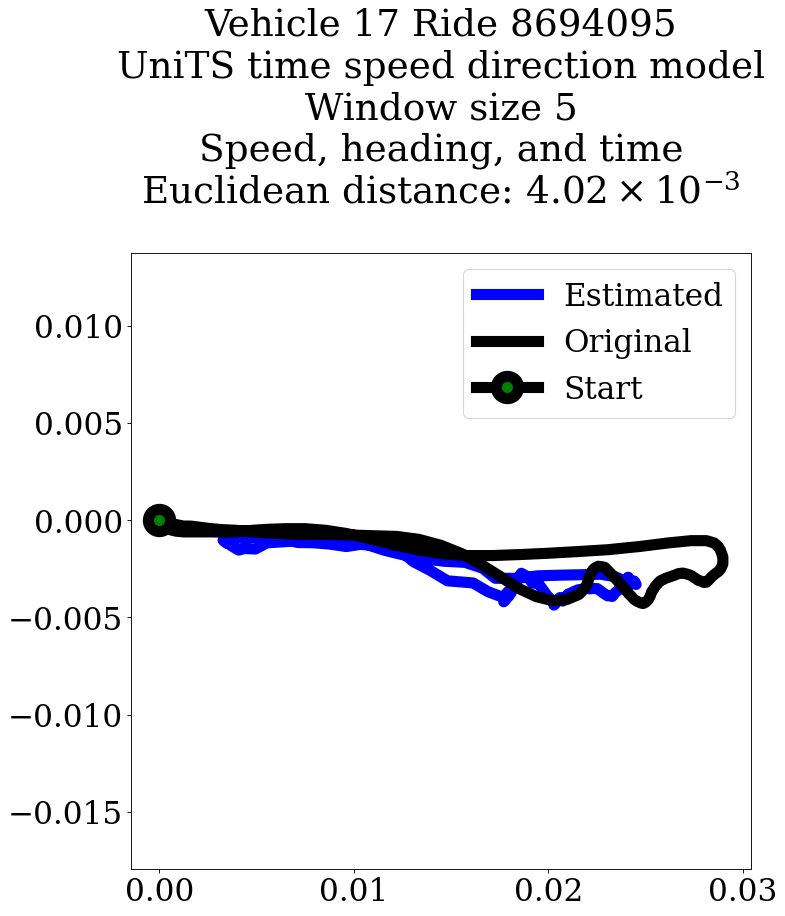 Vehicle 17 Ride 8694095
UniTS time speed direction model
Window size 5
Speed, heading, and time
Euclidean distance: 4.02 × 10⁻³
Estimated
Original
Start
0.010
0.005
0.000
−0.005
−0.010
−0.015
0.00 0.01 0.02 0.03